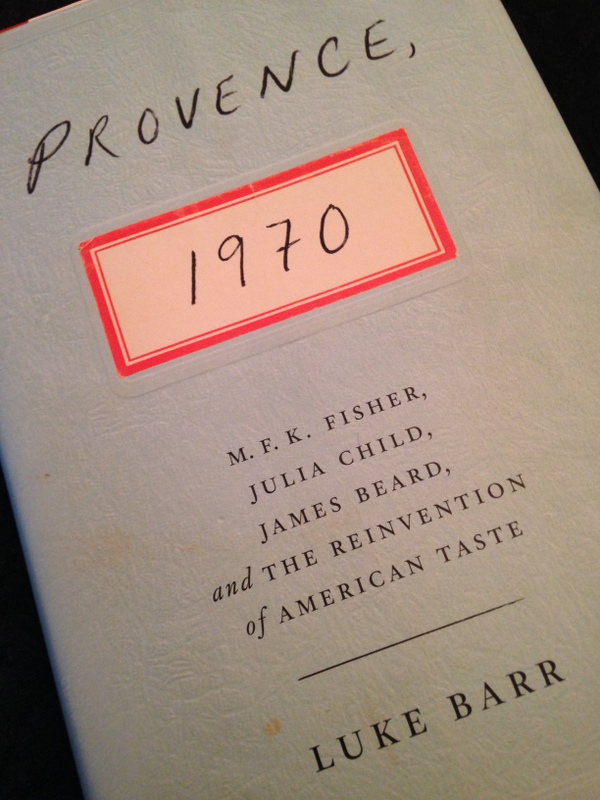 PROVENCE,
1970
M. F. K. FISHER,
JULIA CHILD,
JAMES BEARD,
and THE REINVENTION
of AMERICAN TASTE
LUKE BARR